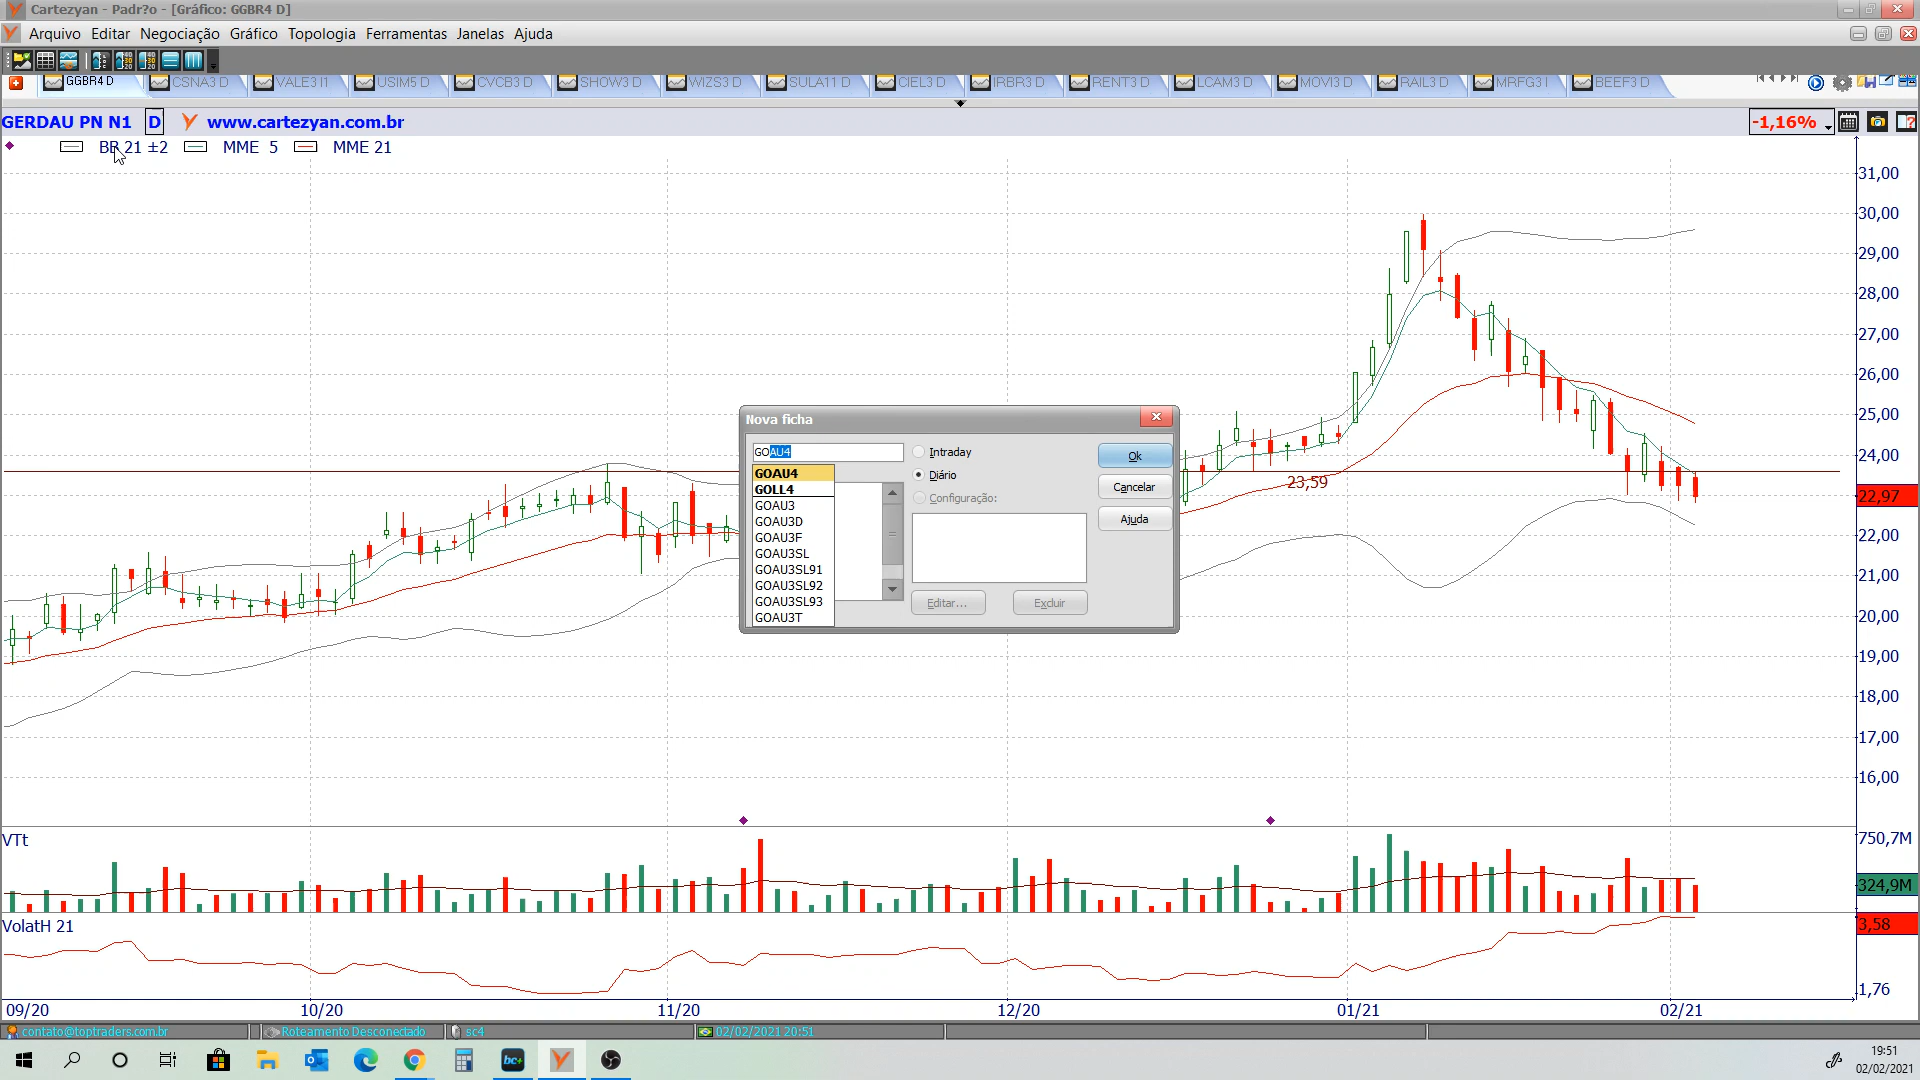 Cartezyan - Padr?o - [Gráfico: GGBR4 D]
Arquivo Editar Negociação Gráfico Topologia Ferramentas Janelas Ajuda
GGBR4 D CSNA3 D VALE3 I1 USIM5 D CVCB3 D SHOW3 D WIZS3 D SULA11 D CIEL3 D IRBR3 D RENT3 D LCAM3 D MOVI3 D RAIL3 D MRFG3 I BEEF3 D
GERDAU PN N1 D www.cartezyan.com.br -1,16%
BB 21 ±2 MME 5 MME 21
31,00
30,00
29,00
28,00
27,00
26,00
25,00
24,00
22,97
22,00
21,00
20,00
19,00
18,00
17,00
16,00
23,59
Nova ficha
GOAU4
GOAU4
GOLL4
GOAU3
GOAU3D
GOAU3F
GOAU3SL
GOAU3SL91
GOAU3SL92
GOAU3SL93
GOAU3T
Intraday
Diário
Configuração:
Ok
Cancelar
Ajuda
Editar...
Excluir
VTt
750,7M
324,9M
VolatH 21
3,58
1,76
09/20 10/20 11/20 12/20 01/21 02/21
contato@toptraders.com.br Roteamento Desconectado sc4 02/02/2021 20:51
bc+
19:51
02/02/2021